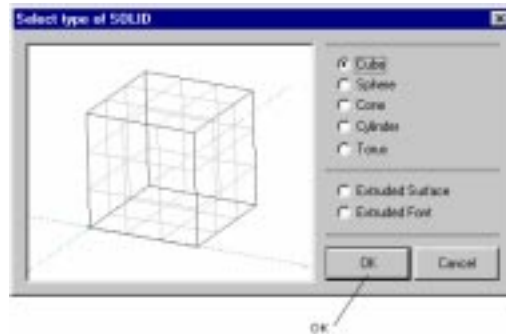 Select type of SOLID
Cube
Sphere
Cone
Cylinder
Torus
Extruded Surface
Extruded Font
OK
Cancel
OK